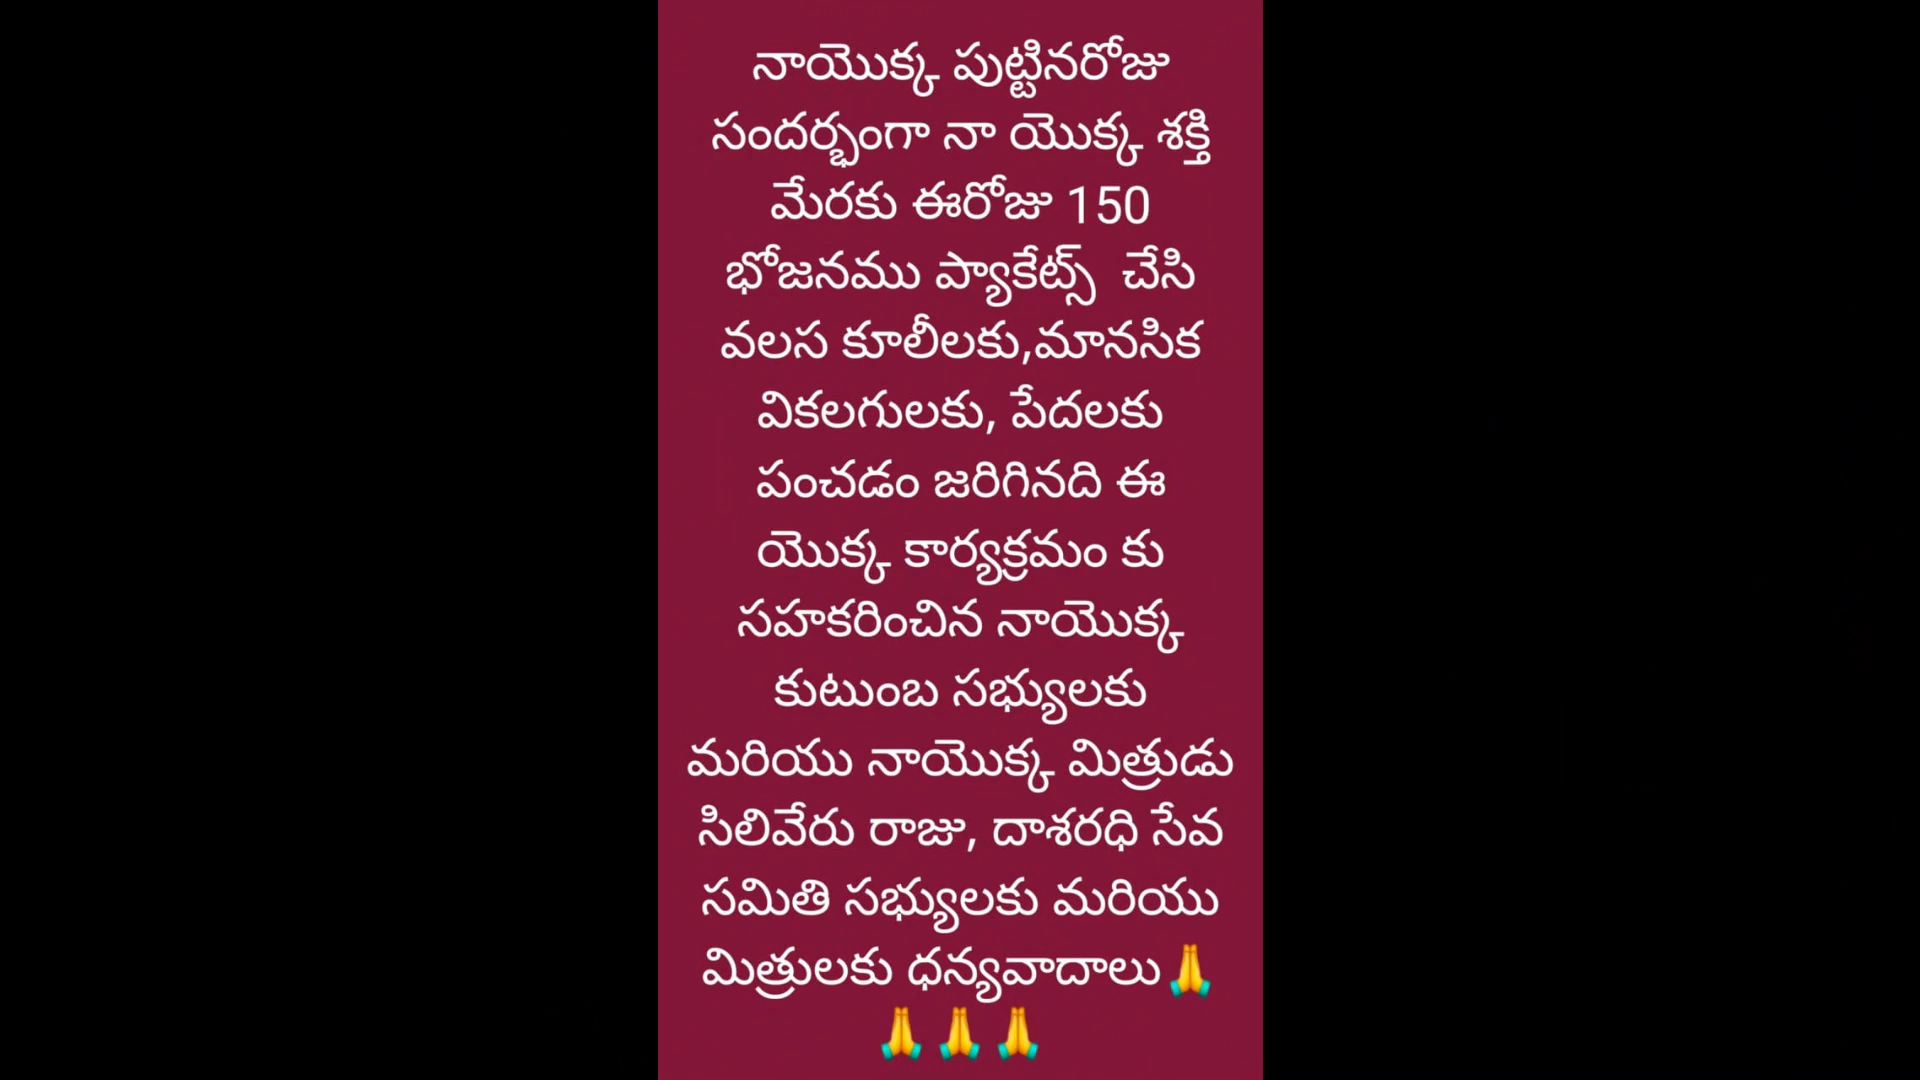 నాయొక్క పుట్టినరోజు
సందర్భంగా నా యొక్క శక్తి
మేరకు ఈరోజు 150
భోజనము ప్యాకేట్స్  చేసి
వలస కూలీలకు,మానసిక
వికలగులకు, పేదలకు
పంచడం జరిగినది ఈ
యొక్క కార్యక్రమం కు
సహకరించిన నాయొక్క
కుటుంబ సభ్యులకు
మరియు నాయొక్క మిత్రుడు
సిలివేరు రాజు, దాశరధి సేవ
సమితి సభ్యులకు మరియు
మిత్రులకు ధన్యవాదాలు🙏
🙏🙏🙏